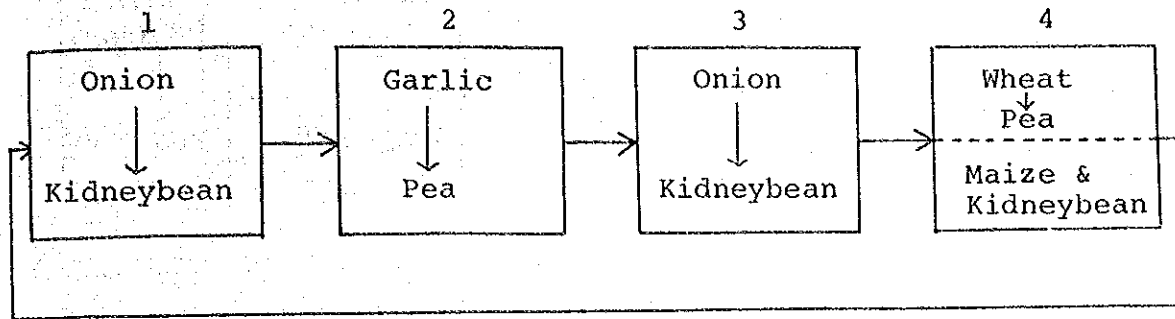 1 2 3 4
Onion Garlic Onion Wheat
Pea
Kidneybean Pea Kidneybean Maize &
Kidneybean